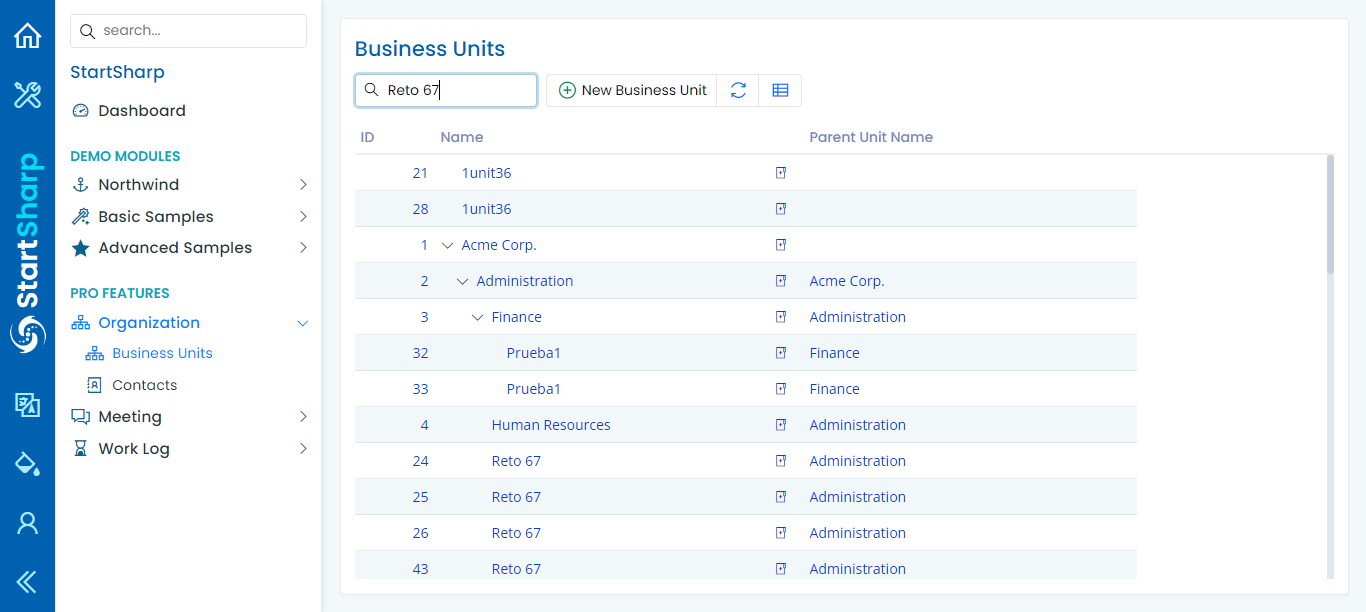 search...
StartSharp
Dashboard
DEMO MODULES
Northwind
Basic Samples
Advanced Samples
PRO FEATURES
Organization
Business Units
Contacts
Meeting
Work Log
StartSharp
Business Units
Reto 67
New Business Unit
ID Name Parent Unit Name
21 1unit36
28 1unit36
1 Acme Corp.
2 Administration Acme Corp.
3 Finance Administration
32 Prueba1 Finance
33 Prueba1 Finance
4 Human Resources Administration
24 Reto 67 Administration
25 Reto 67 Administration
26 Reto 67 Administration
43 Reto 67 Administration